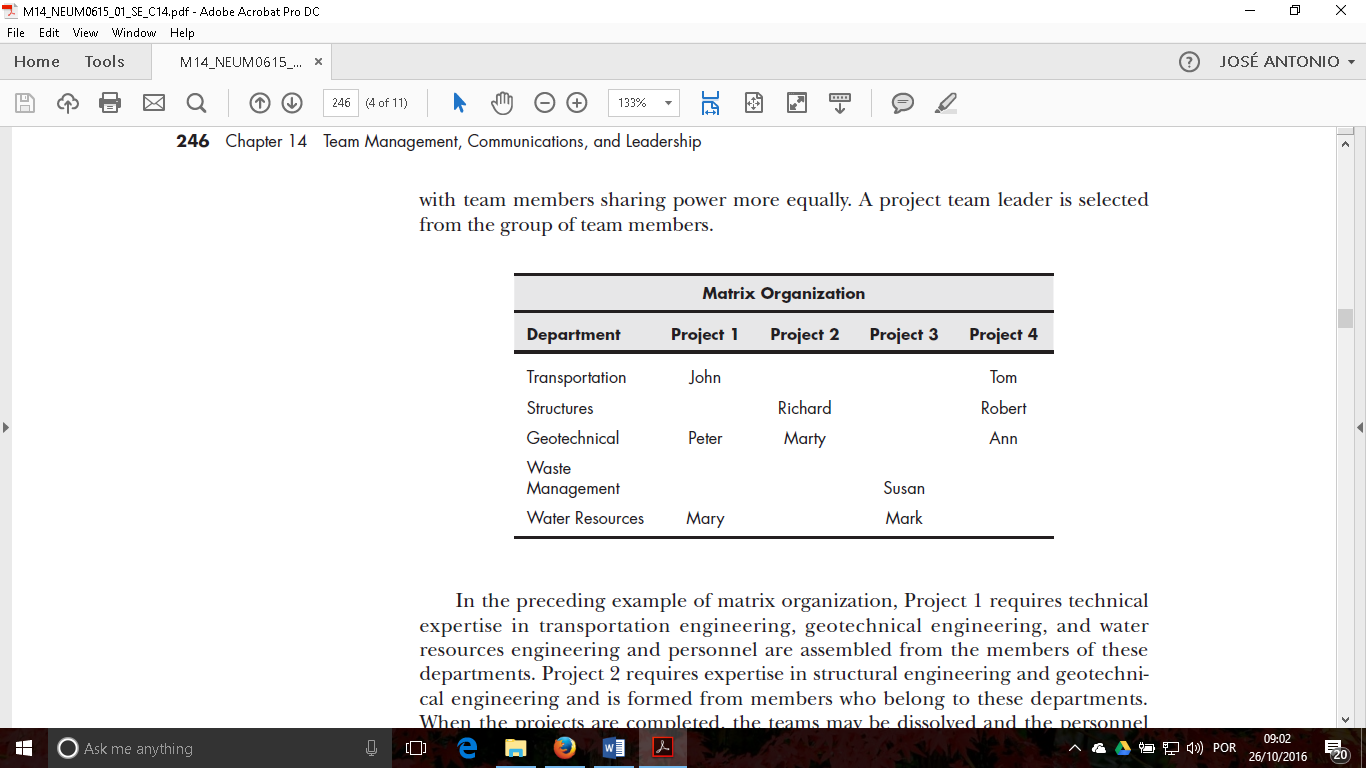 M14_NEUM0615_01_SE_C14.pdf - Adobe Acrobat Pro DC
File Edit View Window Help
Home Tools M14_NEUM0615_... × ? JOSÉ ANTONIO
246 (4 of 11) 133%
246 Chapter 14 Team Management, Communications, and Leadership
with team members sharing power more equally. A project team leader is selected
from the group of team members.
Matrix Organization
Department Project 1 Project 2 Project 3 Project 4
Transportation John Tom
Structures Richard Robert
Geotechnical Peter Marty Ann
Waste
Management Susan
Water Resources Mary Mark
In the preceding example of matrix organization, Project 1 requires technical
expertise in transportation engineering, geotechnical engineering, and water
resources engineering and personnel are assembled from the members of these
departments. Project 2 requires expertise in structural engineering and geotechni-
cal engineering and is formed from members who belong to these departments.
When the projects are completed, the teams may be dissolved and the personnel
Ask me anything POR 09:02
26/10/2016 20